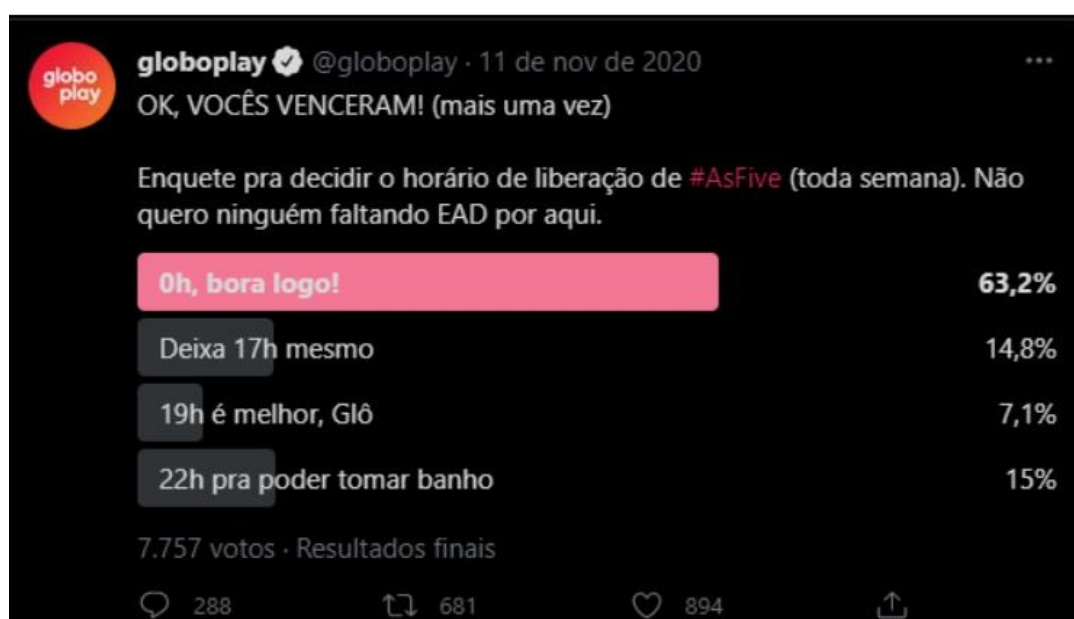 globo
play
globoplay @globoplay · 11 de nov de 2020
OK, VOCÊS VENCERAM! (mais uma vez)
Enquete pra decidir o horário de liberação de #AsFive (toda semana). Não
quero ninguém faltando EAD por aqui.
0h, bora logo! 63,2%
Deixa 17h mesmo 14,8%
19h é melhor, Glô 7,1%
22h pra poder tomar banho 15%
7.757 votos · Resultados finais
288 681 894